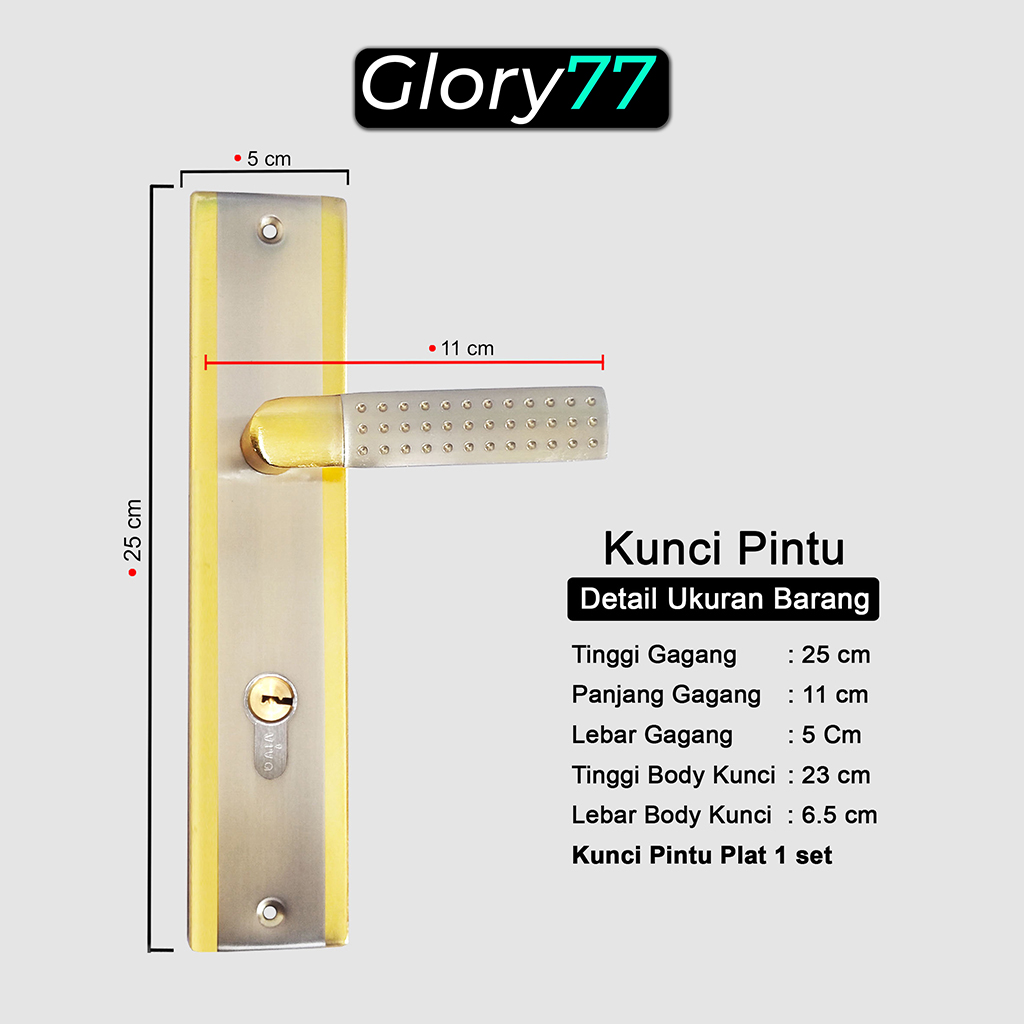 Glory77
• 5 cm
• 11 cm
• 25 cm
Kunci Pintu
Detail Ukuran Barang
Tinggi Gagang : 25 cm
Panjang Gagang : 11 cm
Lebar Gagang : 5 Cm
Tinggi Body Kunci : 23 cm
Lebar Body Kunci : 6.5 cm
Kunci Pintu Plat 1 set